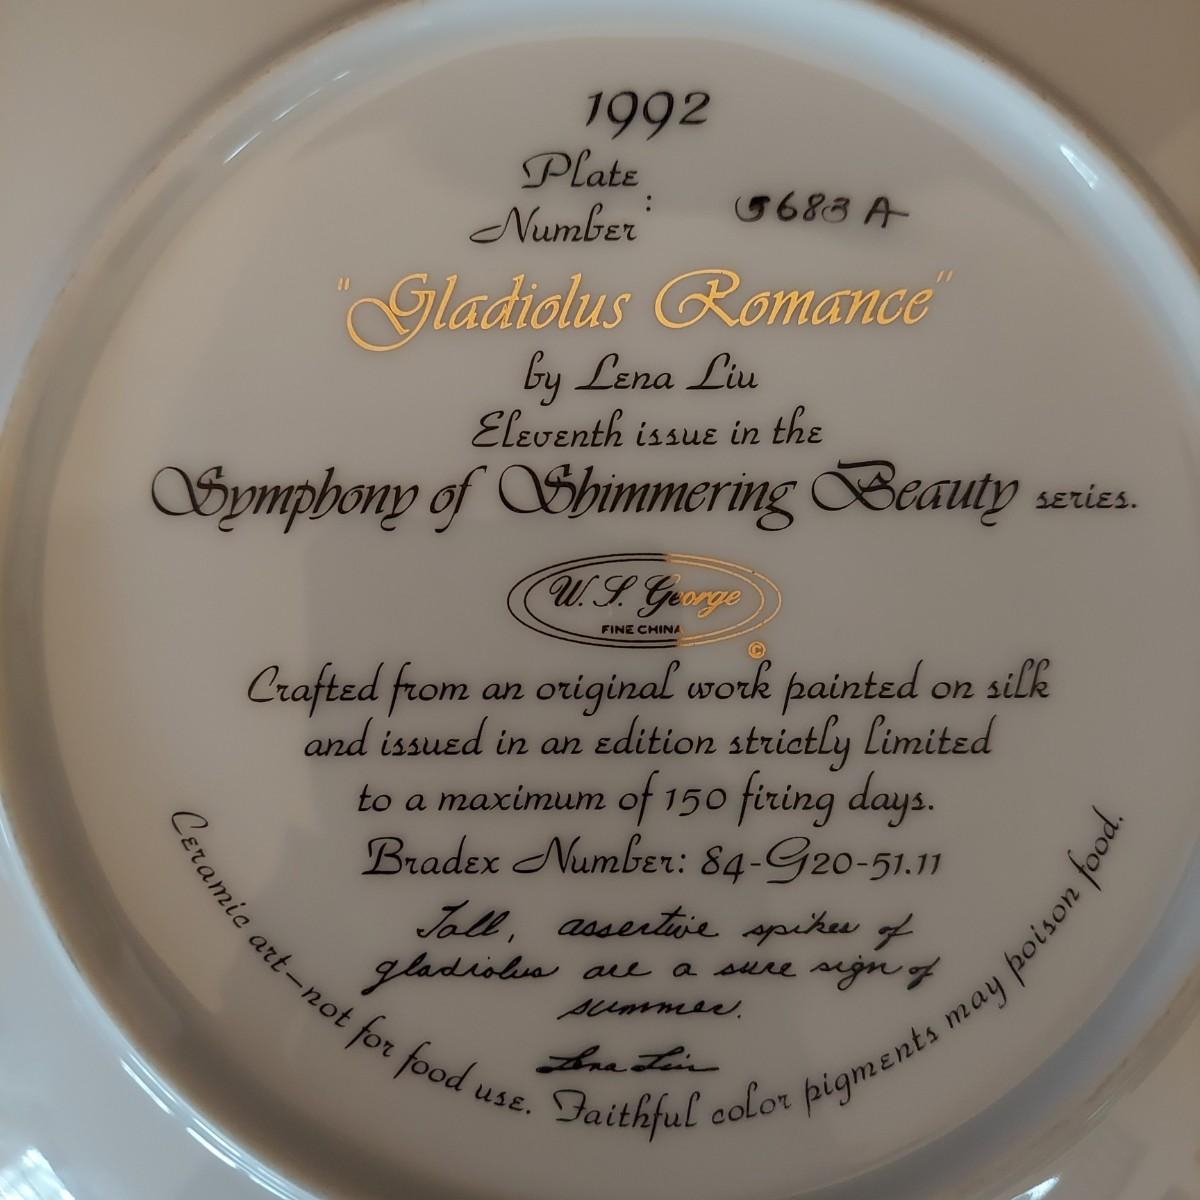 1992
Plate
Number : 5683 A
"Gladiolus Romance"
by Lena Liu
Eleventh issue in the
Symphony of Shimmering Beauty series.
W. S. George
FINE CHINA
©
Crafted from an original work painted on silk
and issued in an edition strictly limited
to a maximum of 150 firing days.
Bradex Number: 84-G20-51.11
Tall, assertive spikes of
gladiolus are a sure sign of
summer.
Lena Liu
Ceramic art—not for food use. Faithful color pigments may poison food.